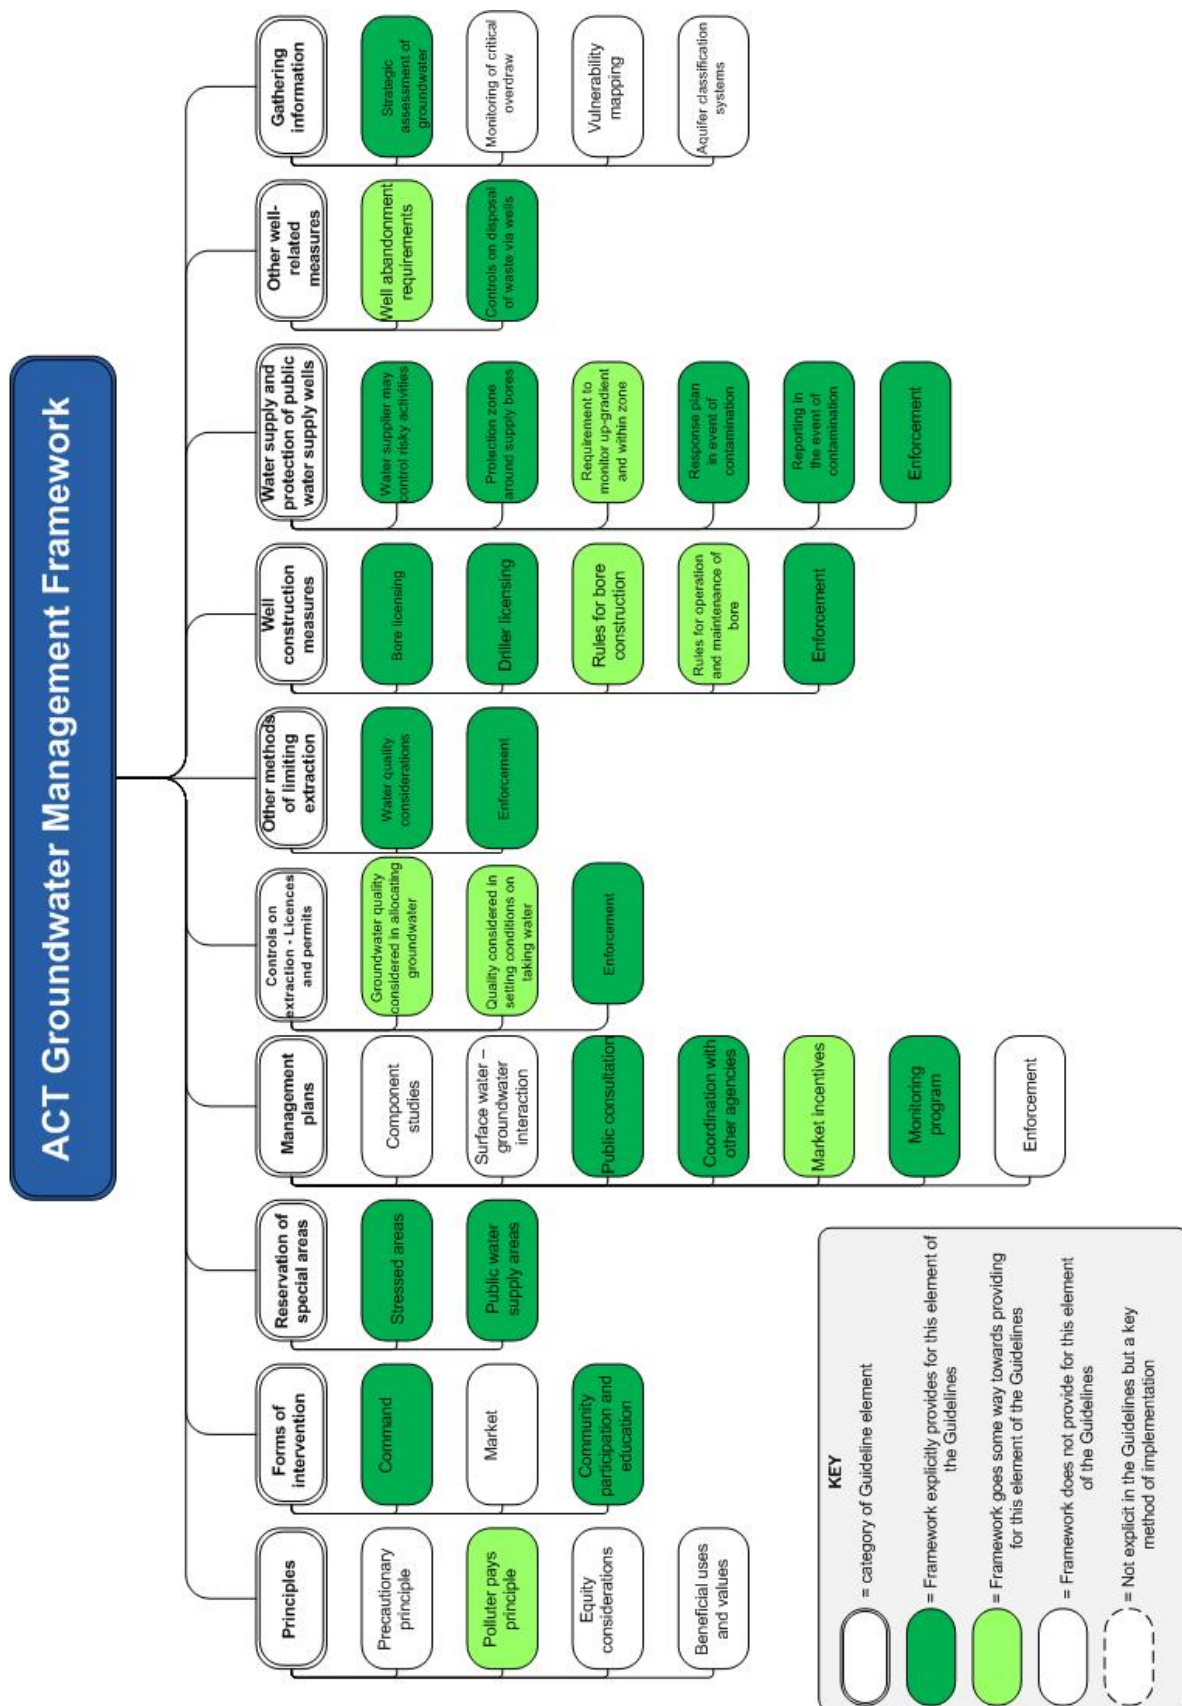 ACT Groundwater Management Framework
Principles
Precautionary
principle
Polluter pays
principle
Equity
considerations
Beneficial uses
and values
Forms of
intervention
Command
Market
Community
participation and
education
Reservation of
special areas
Stressed areas
Public water
supply areas
Management
plans
Component
studies
Surface water –
groundwater
interaction
Public consultation
Coordination with
other agencies
Market incentives
Monitoring
program
Enforcement
Controls on
extraction - Licences
and permits
Groundwater quality
considered in allocating
groundwater
Quality considered in
setting conditions on
taking water
Enforcement
Other methods
of limiting
extraction
Water quality
considerations
Enforcement
Well
construction
measures
Bore licensing
Driller licensing
Rules for bore
construction
Rules for operation
and maintenance of
bore
Enforcement
Water supply and
protection of public
water supply wells
Water supplier may
control risky activities
Protection zone
around supply bores
Requirement to
monitor up-gradient
and within zone
Response plan
in event of
contamination
Reporting in
the event of
contamination
Enforcement
Other well-
related
measures
Well abandonment
requirements
Controls on disposal
of waste via wells
Gathering
information
Strategic
assessment of
groundwater
Monitoring of critical
overdraw
Vulnerability
mapping
Aquifer classification
systems
KEY
= category of Guideline element
= Framework explicitly provides for this element of
the Guidelines
= Framework goes some way towards providing
for this element of the Guidelines
= Framework does not provide for this element
of the Guidelines
= Not explicit in the Guidelines but a key
method of implementation